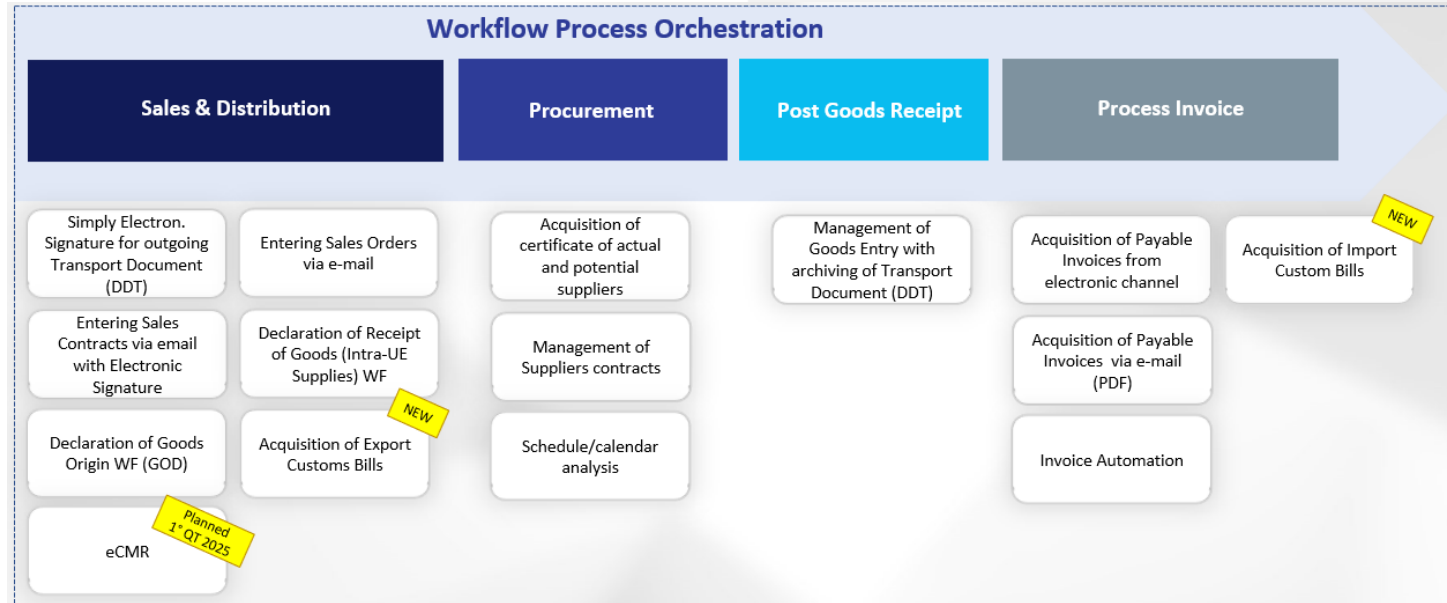 Workflow Process Orchestration
Sales & Distribution
Procurement
Post Goods Receipt
Process Invoice
Simply Electron.
Signature for outgoing
Transport Document
(DDT)
Entering Sales Orders
via e-mail
Entering Sales
Contracts via email
with Electronic
Signature
Declaration of Receipt
of Goods (Intra-UE
Supplies) WF
Declaration of Goods
Origin WF (GOD)
NEW
Acquisition of Export
Customs Bills
Planned
1° QT 2025
eCMR
Acquisition of
certificate of actual
and potential
suppliers
Management of
Suppliers contracts
Schedule/calendar
analysis
Management of
Goods Entry with
archiving of Transport
Document (DDT)
Acquisition of Payable
Invoices from
electronic channel
Acquisition of Payable
Invoices via e-mail
(PDF)
Invoice Automation
NEW
Acquisition of Import
Custom Bills